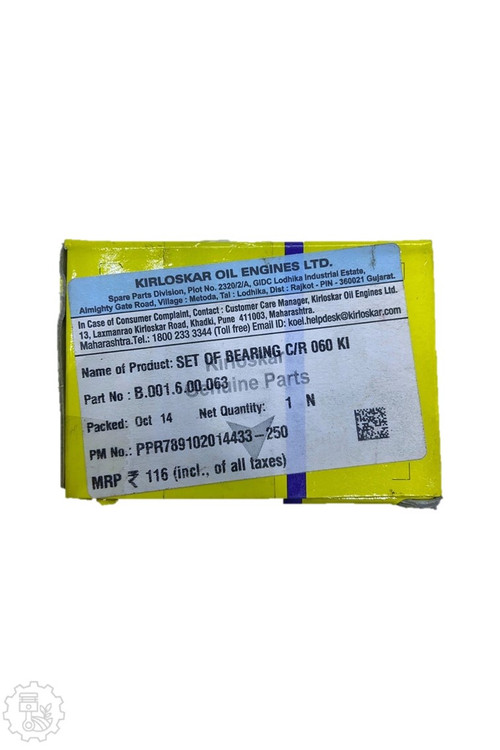 KIRLOSKAR OIL ENGINES LTD.
Spare Parts Division, Plot No. 2320/2/A, GIDC Lodhika Industrial Estate,
Almighty Gate Road, Village : Metoda, Tal : Lodhika, Dist : Rajkot - PIN - 360021 Gujarat.
In Case of Consumer Complaint, Contact : Customer Care Manager, Kirloskar Oil Engines Ltd.
13, Laxmanrao Kirloskar Road, Khadki, Pune 411003, Maharashtra.
Maharashtra.Tel.: 1800 233 3344 (Toll free) Email ID: koel.helpdesk@kirloskar.com
Name of Product: SET OF BEARING C/R 060 KI
Kirloskar
Genuine Parts
Part No : B.001.6.00.063
Packed: Oct 14 Net Quantity: 1 N
PM No.: PPR789102014433-250
MRP ₹ 116 (incl., of all taxes)